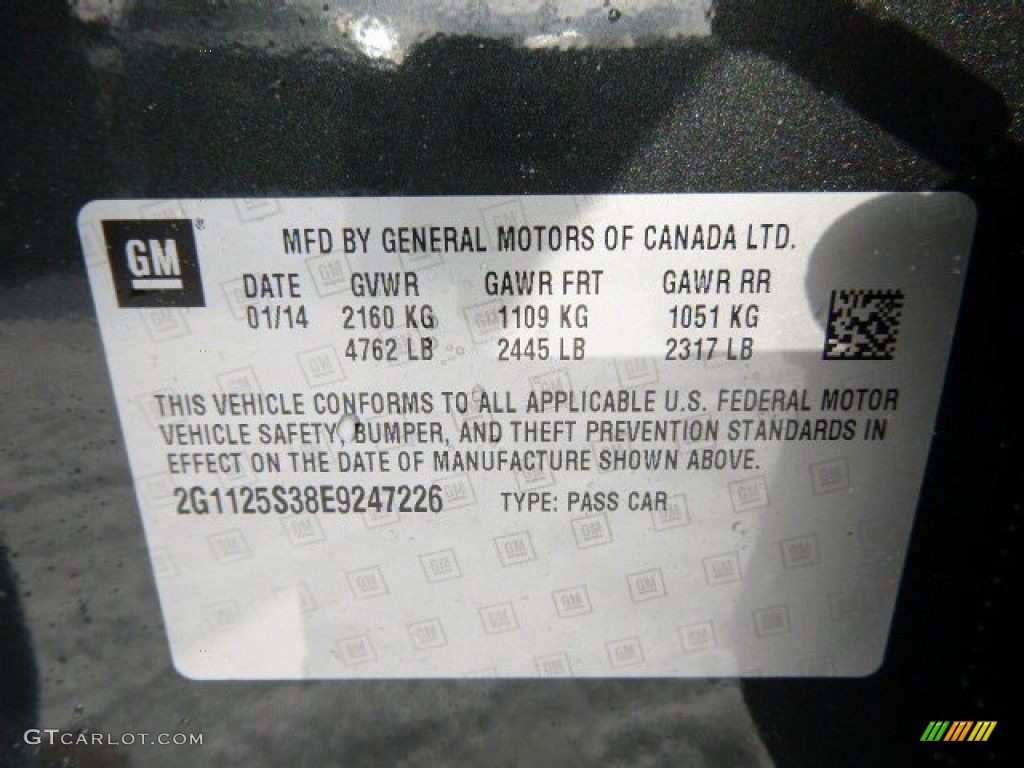 GM ®
MFD BY GENERAL MOTORS OF CANADA LTD.
DATE GVWR GAWR FRT GAWR RR
01/14 2160 KG 1109 KG 1051 KG
4762 LB 2445 LB 2317 LB
THIS VEHICLE CONFORMS TO ALL APPLICABLE U.S. FEDERAL MOTOR
VEHICLE SAFETY, BUMPER, AND THEFT PREVENTION STANDARDS IN
EFFECT ON THE DATE OF MANUFACTURE SHOWN ABOVE.
2G1125S38E9247226 TYPE: PASS CAR
GTCARLOT.COM